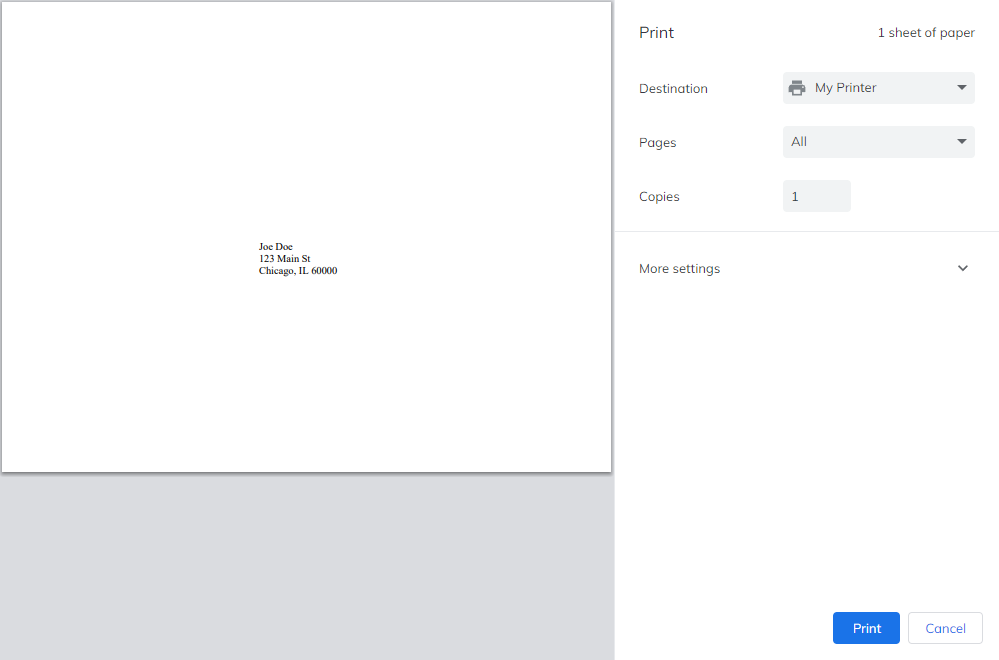 Joe Doe
123 Main St
Chicago, IL 60000
Print
1 sheet of paper
Destination
My Printer
Pages
All
Copies
1
More settings
Print
Cancel